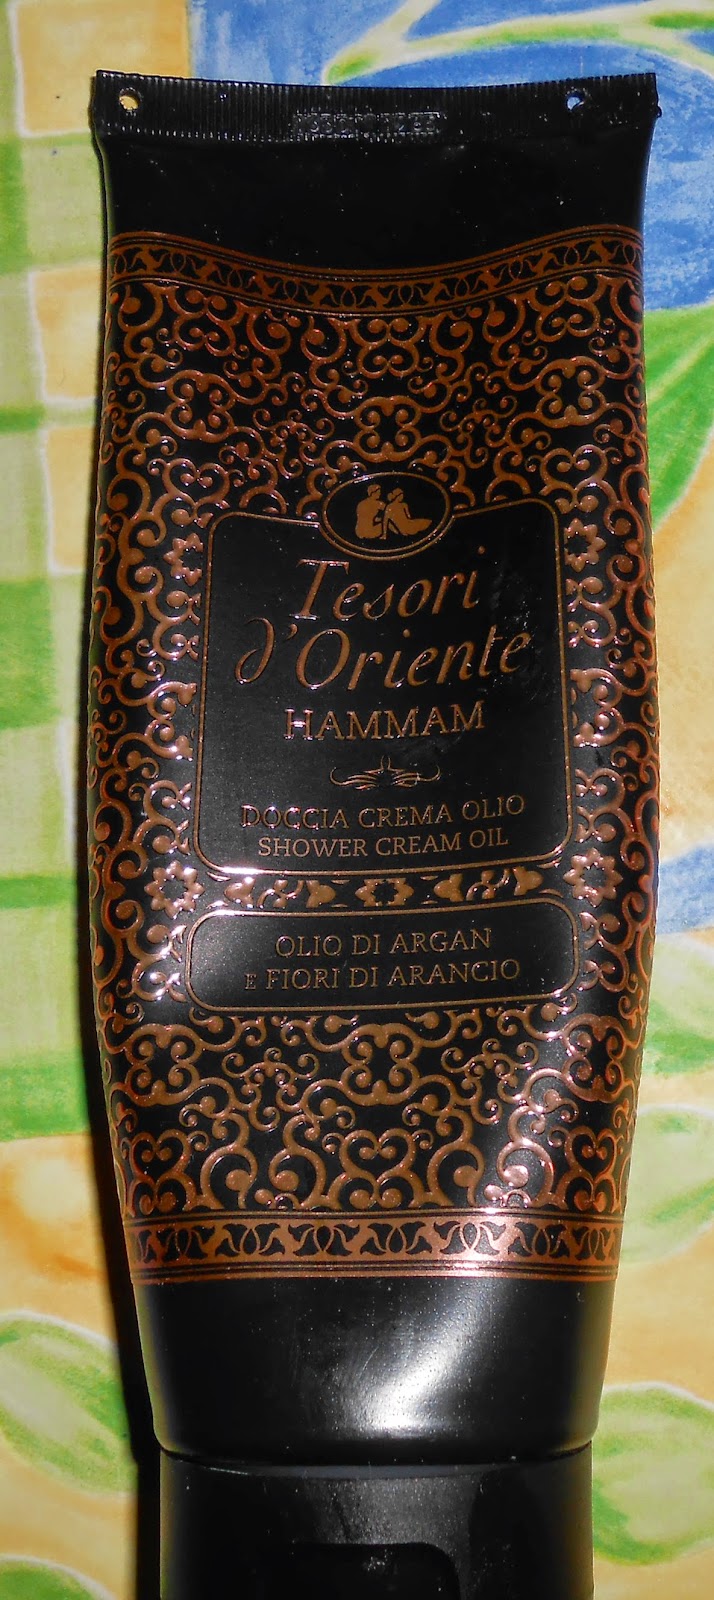 Tesori
d'Oriente
HAMMAM
DOCCIA CREMA OLIO
SHOWER CREAM OIL
OLIO DI ARGAN
E FIORI DI ARANCIO